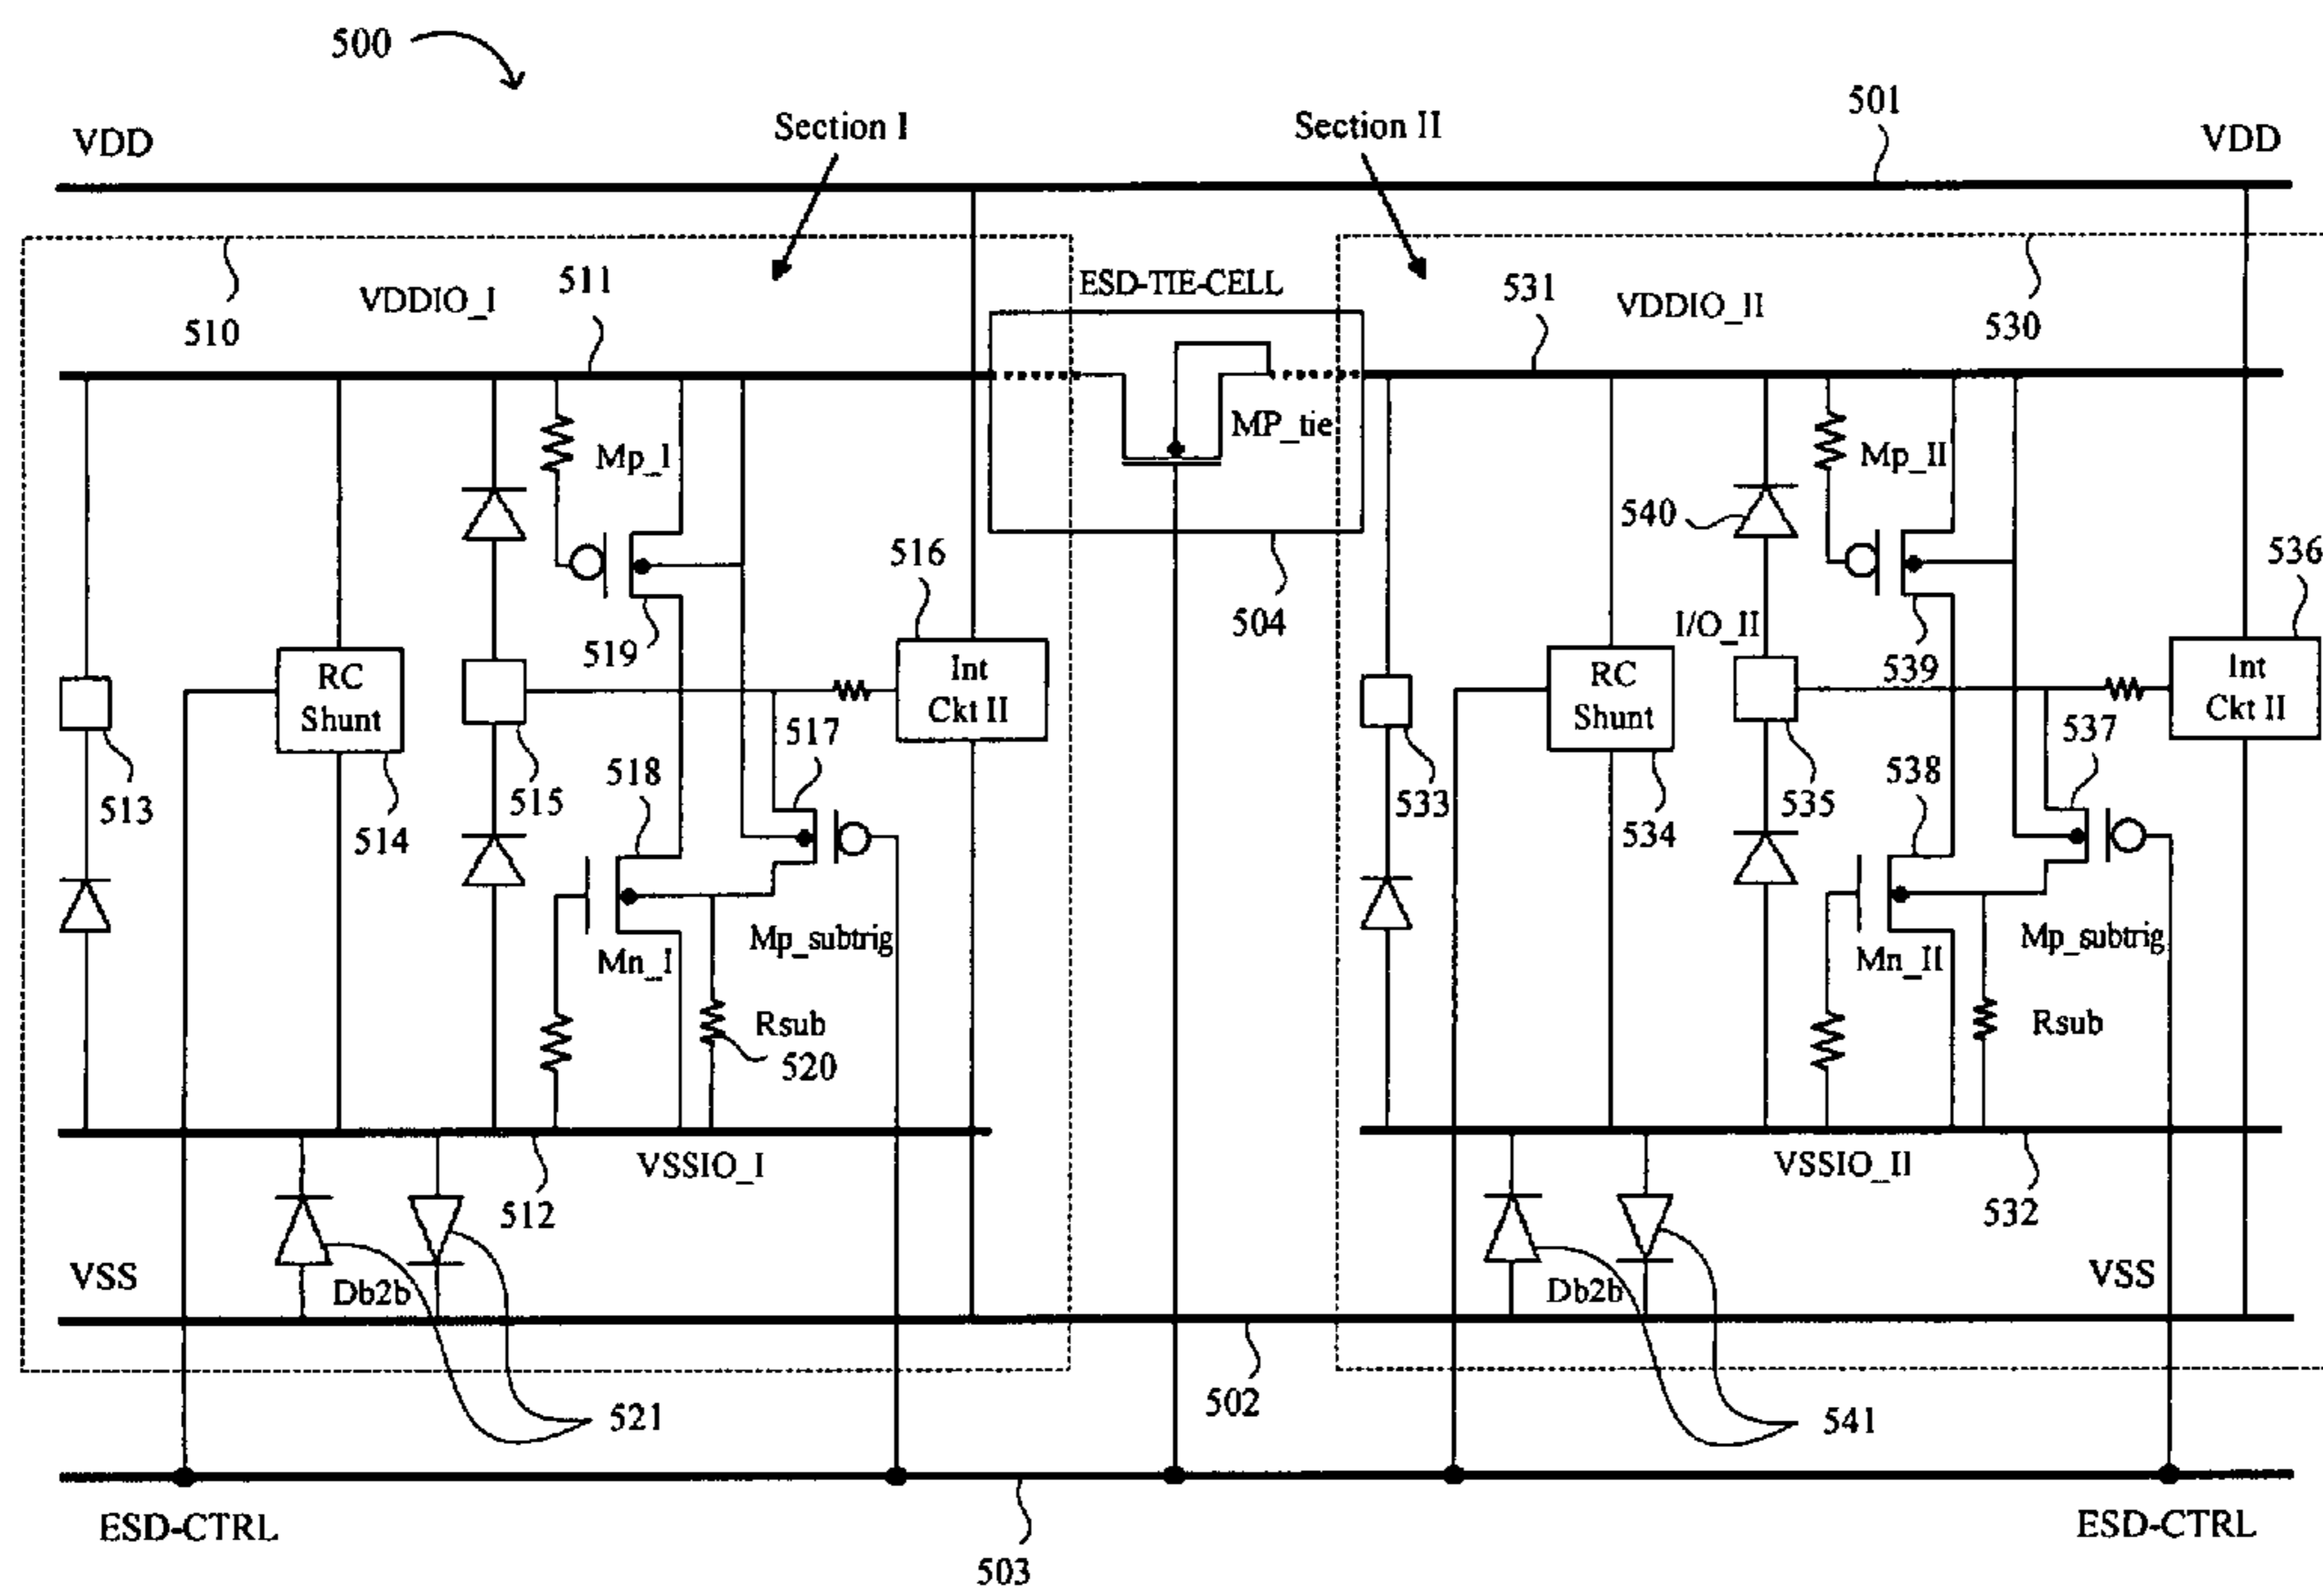 500
501
VDD
Section I
Section II
VDD
511
VDDIO_I
510
ESD-TIE-CELL
531
VDDIO_II
530
Mp_I
MP_tie
Mp_II
540
516
504
536
519
I/O_II
539
RC
Shunt
Int
Ckt II
RC
Shunt
Int
Ckt II
517
537
513
514
515
518
533
534
535
538
Mn_I
Mp_subtrig
Mn_II
Mp_subtrig
Rsub
520
Rsub
VSSIO_I
VSSIO_II
512
532
VSS
Db2b
Db2b
VSS
521
502
541
ESD-CTRL
503
ESD-CTRL